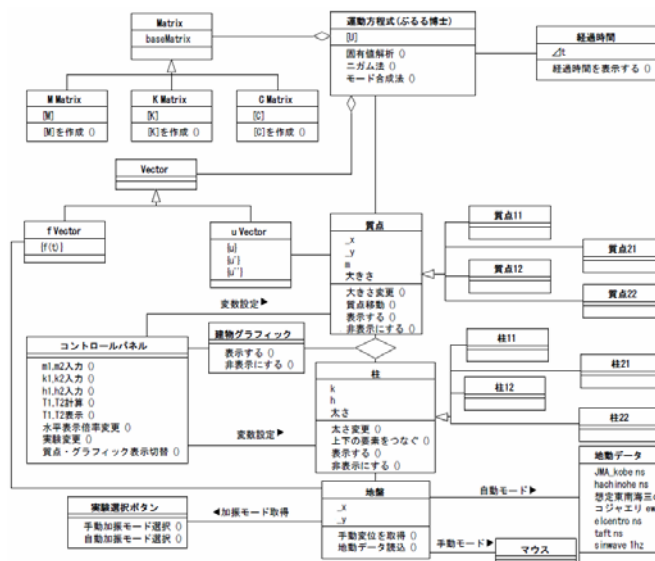 Matrix
baseMatrix
運動方程式(ぶるる博士)
[U]
固有値解析 ()
ニガム法 ()
モード合成法 ()
経過時間
⊿t
経過時間を表示する ()
M Matrix
[M]
[M]を作成 ()
K Matrix
[K]
[K]を作成 ()
C Matrix
[C]
[C]を作成 ()
Vector
f Vector
{f(t)}
u Vector
{u}
{u'}
{u''}
質点
_x
_y
m
大きさ
大きさ変更 ()
質点移動 ()
表示する ()
非表示にする ()
質点11
質点21
質点12
質点22
変数設定▶
コントロールパネル
m1,m2入力 ()
k1,k2入力 ()
h1,h2入力 ()
T1,T2計算 ()
T1,T2表示 ()
水平表示倍率変更 ()
実験変更 ()
質点・グラフィック表示切替 ()
建物グラフィック
表示する ()
非表示にする ()
柱
k
h
太さ
太さ変更 ()
上下の要素をつなぐ ()
表示する ()
非表示にする ()
柱11
柱21
柱12
柱22
変数設定▶
地動データ
JMA_kobe ns
hachinohe ns
想定東南海三
コジャエリ ew
elcentro ns
taft ns
sinwave 1hz
地盤
_x
_y
手動変位を取得 ()
地動データ読込 ()
自動モード▶
手動モード▶
マウス
◀加振モード取得
実験選択ボタン
手動加振モード選択 ()
自動加振モード選択 ()